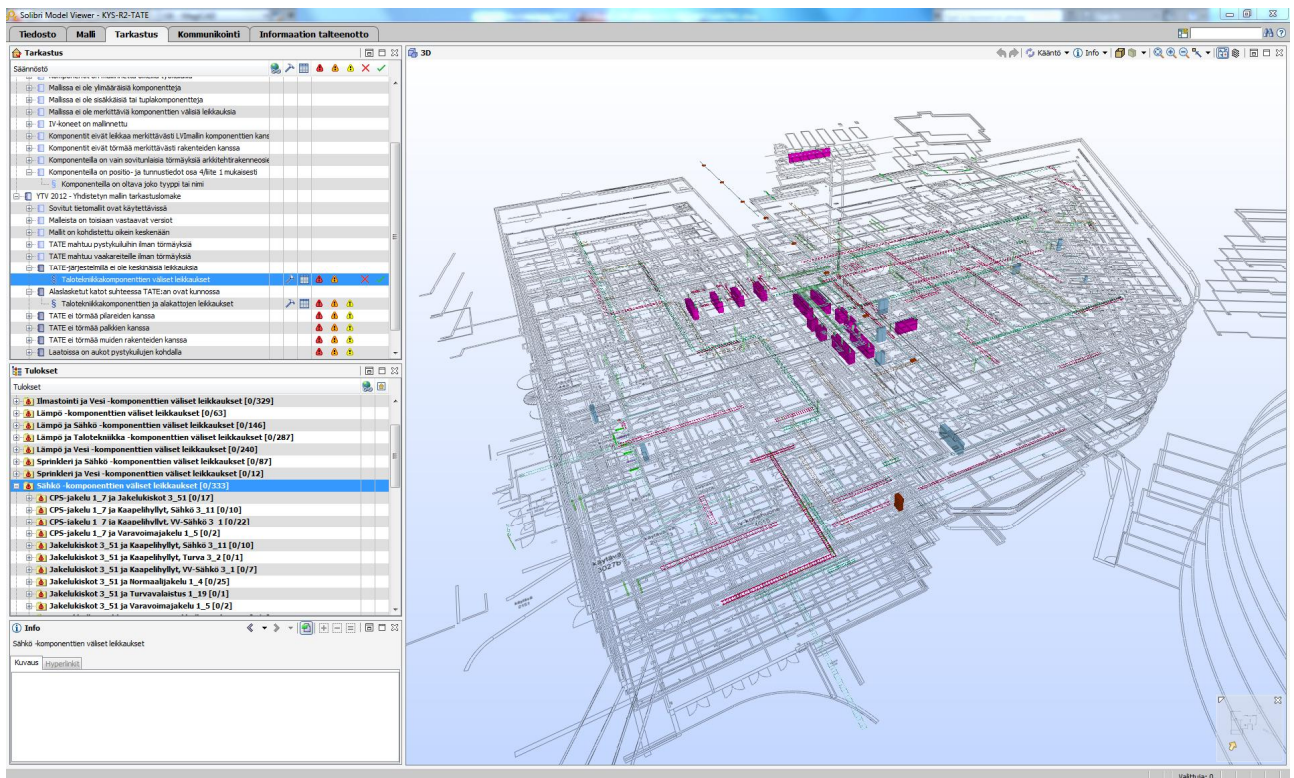 Solibri Model Viewer - KYS-R2-TATE
Tiedosto Malli Tarkastus Kommunikointi Informaation talteenotto
Tarkastus
Säännöstö
Mallissa ei ole ylimääräisiä komponentteja
Mallissa ei ole sisäkkäisiä tai tuplakomponentteja
Mallissa ei ole merkittäviä komponenttien välisiä leikkauksia
IV-koneet on mallinnettu
Komponentit eivät leikkaa merkittävästi LVImallin komponenttien kans
Komponentit eivät törmää merkittävästi rakenteiden kanssa
Komponenteilla on vain sovitunlaisia törmäyksiä arkkitehtirakenneosie
Komponenteilla on positio- ja tunnustiedot osa 4/liite 1 mukaisesti
§ Komponenteilla on oltava joko tyyppi tai nimi
YTV 2012 - Yhdistetyn mallin tarkastuslomake
Sovitut tietomallit ovat käytettävissä
Malleista on toisiaan vastaavat versiot
Mallit on kohdistettu oikein keskenään
TATE mahtuu pystykuiluihin ilman törmäyksiä
TATE mahtuu vaakareiteille ilman törmäyksiä
TATE-järjestelmillä ei ole keskinäisiä leikkauksia
§ Talotekniikkakomponenttien väliset leikkaukset
Alaslasketut katot suhteessa TATE:an ovat kunnossa
§ Talotekniikkakomponenttien ja alakattojen leikkaukset
TATE ei törmää pilareiden kanssa
TATE ei törmää palkkien kanssa
TATE ei törmää muiden rakenteiden kanssa
Laatoissa on aukot pystykuilujen kohdalla
Tulokset
Tulokset
Ilmastointi ja Vesi -komponenttien väliset leikkaukset [0/329]
Lämpö -komponenttien väliset leikkaukset [0/63]
Lämpö ja Sähkö -komponenttien väliset leikkaukset [0/146]
Lämpö ja Talotekniikka -komponenttien väliset leikkaukset [0/287]
Lämpö ja Vesi -komponenttien väliset leikkaukset [0/240]
Sprinkleri ja Sähkö -komponenttien väliset leikkaukset [0/87]
Sprinkleri ja Vesi -komponenttien väliset leikkaukset [0/12]
Sähkö -komponenttien väliset leikkaukset [0/333]
CPS-jakelu 1_7 ja Jakelukiskot 3_51 [0/17]
CPS-jakelu 1_7 ja Kaapelihyllyt, Sähkö 3_11 [0/10]
CPS-jakelu 1_7 ja Kaapelihyllyt, VV-Sähkö 3_1 [0/22]
CPS-jakelu 1_7 ja Varavoimajakelu 1_5 [0/2]
Jakelukiskot 3_51 ja Kaapelihyllyt, Sähkö 3_11 [0/10]
Jakelukiskot 3_51 ja Kaapelihyllyt, Turva 3_2 [0/1]
Jakelukiskot 3_51 ja Kaapelihyllyt, VV-Sähkö 3_1 [0/7]
Jakelukiskot 3_51 ja Normaalijakelu 1_4 [0/25]
Jakelukiskot 3_51 ja Turvavalaistus 1_19 [0/1]
Jakelukiskot 3_51 ja Varavoimajakelu 1_5 [0/2]
Info
Sähkö -komponenttien väliset leikkaukset
Kuvaus Hyperlinkit
3D
Kääntö Info
käytävä
3027b
Valittuja: 0